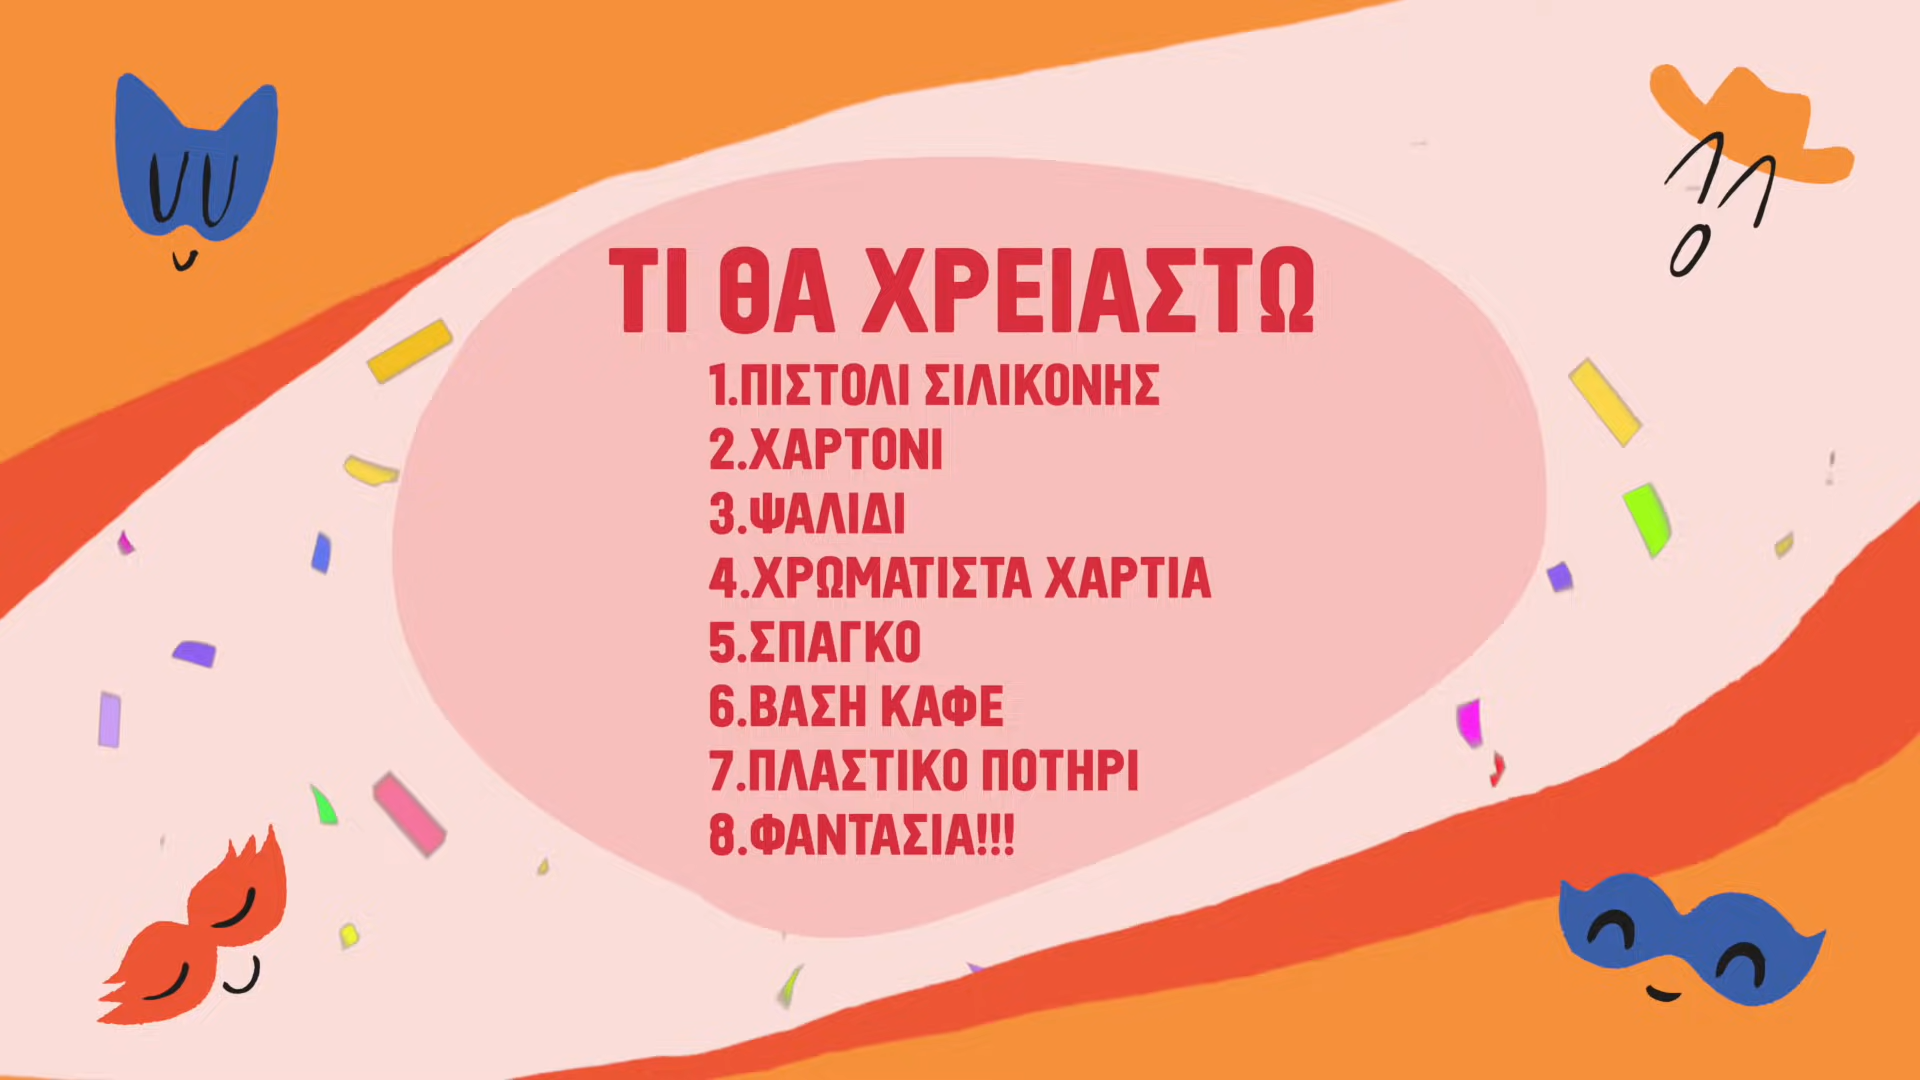 ΤΙ ΘΑ ΧΡΕΙΑΣΤΩ
1.ΠΙΣΤΟΛΙ ΣΙΛΙΚΟΝΗΣ
2.ΧΑΡΤΟΝΙ
3.ΨΑΛΙΔΙ
4.ΧΡΩΜΑΤΙΣΤΑ ΧΑΡΤΙΑ
5.ΣΠΑΓΚΟ
6.ΒΑΣΗ ΚΑΦΕ
7.ΠΛΑΣΤΙΚΟ ΠΟΤΗΡΙ
8.ΦΑΝΤΑΣΙΑ!!!